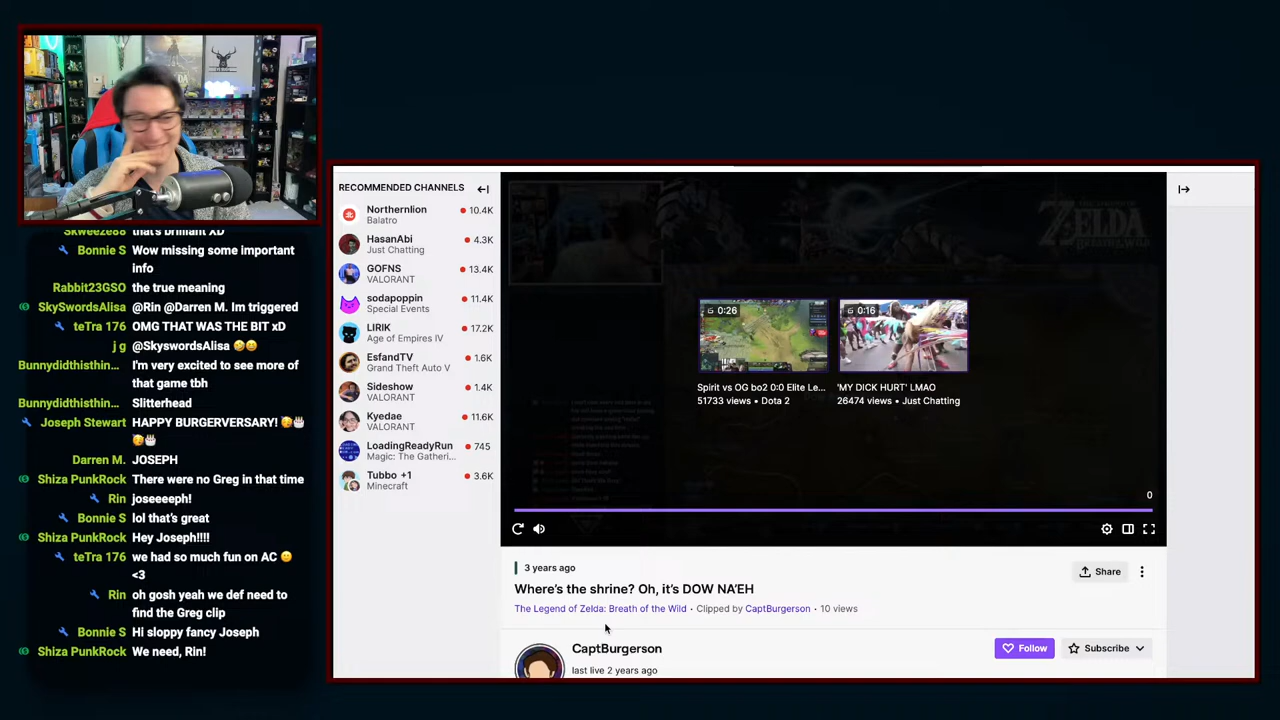 Skweeze88 that's brilliant XD
Bonnie S Wow missing some important
info
Rabbit23GSO the true meaning
SkySwordsAlisa @Rin @Darren M. Im triggered
teTra 176 OMG THAT WAS THE BIT xD
j g @SkyswordsAlisa 🤣😄
Bunnydidthisthin... I'm very excited to see more of
that game tbh
Bunnydidthisthin... Slitterhead
Joseph Stewart HAPPY BURGERVERSARY! 🥳🎂
🥳🎂
Darren M. JOSEPH
Shiza PunkRock There were no Greg in that time
Rin joseeeeph!
Bonnie S lol that's great
Shiza PunkRock Hey Joseph!!!!
teTra 176 we had so much fun on AC 🙂
<3
Rin oh gosh yeah we def need to
find the Greg clip
Bonnie S Hi sloppy fancy Joseph
Shiza PunkRock We need, Rin!
RECOMMENDED CHANNELS
Northernlion 10.4K
Balatro
HasanAbi 4.3K
Just Chatting
GOFNS 13.4K
VALORANT
sodapoppin 11.4K
Special Events
LIRIK 17.2K
Age of Empires IV
EsfandTV 1.6K
Grand Theft Auto V
Sideshow 1.4K
VALORANT
Kyedae 11.6K
VALORANT
LoadingReadyRun 745
Magic: The Gatheri...
Tubbo +1 3.6K
Minecraft
ZELDA
0:26
Spirit vs OG bo2 0:0 Elite Le...
51733 views • Dota 2
0:16
'MY DICK HURT' LMAO
26474 views • Just Chatting
0
3 years ago
Share
Where's the shrine? Oh, it's DOW NA'EH
The Legend of Zelda: Breath of the Wild • Clipped by CaptBurgerson • 10 views
CaptBurgerson
last live 2 years ago
Follow
Subscribe